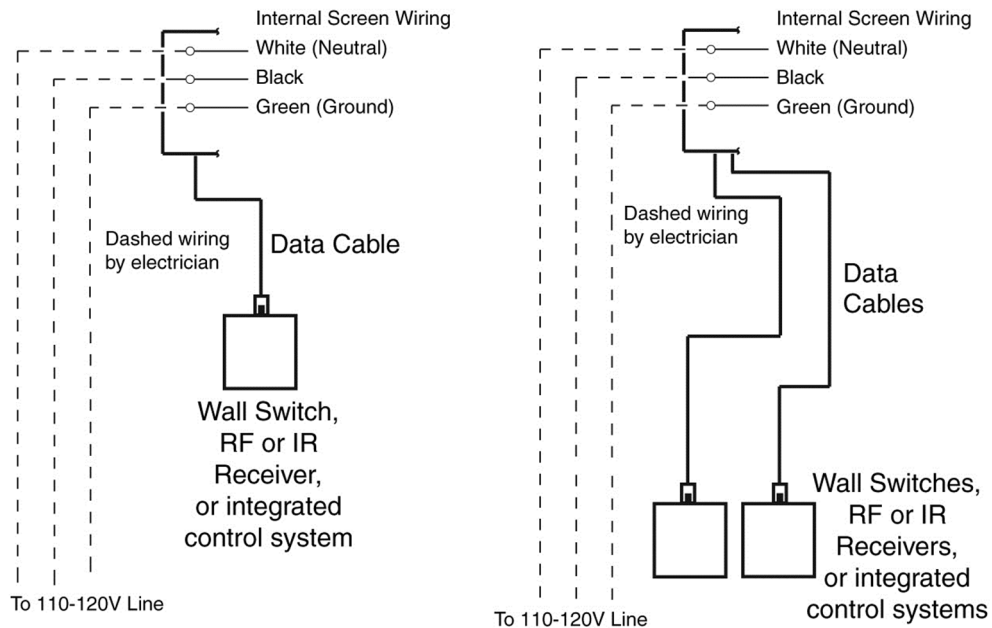 Internal Screen Wiring
White (Neutral)
Black
Green (Ground)
Dashed wiring
by electrician
Data Cable
Wall Switch,
RF or IR
Receiver,
or integrated
control system
To 110-120V Line
Internal Screen Wiring
White (Neutral)
Black
Green (Ground)
Dashed wiring
by electrician
Data
Cables
Wall Switches,
RF or IR
Receivers,
or integrated
control systems
To 110-120V Line